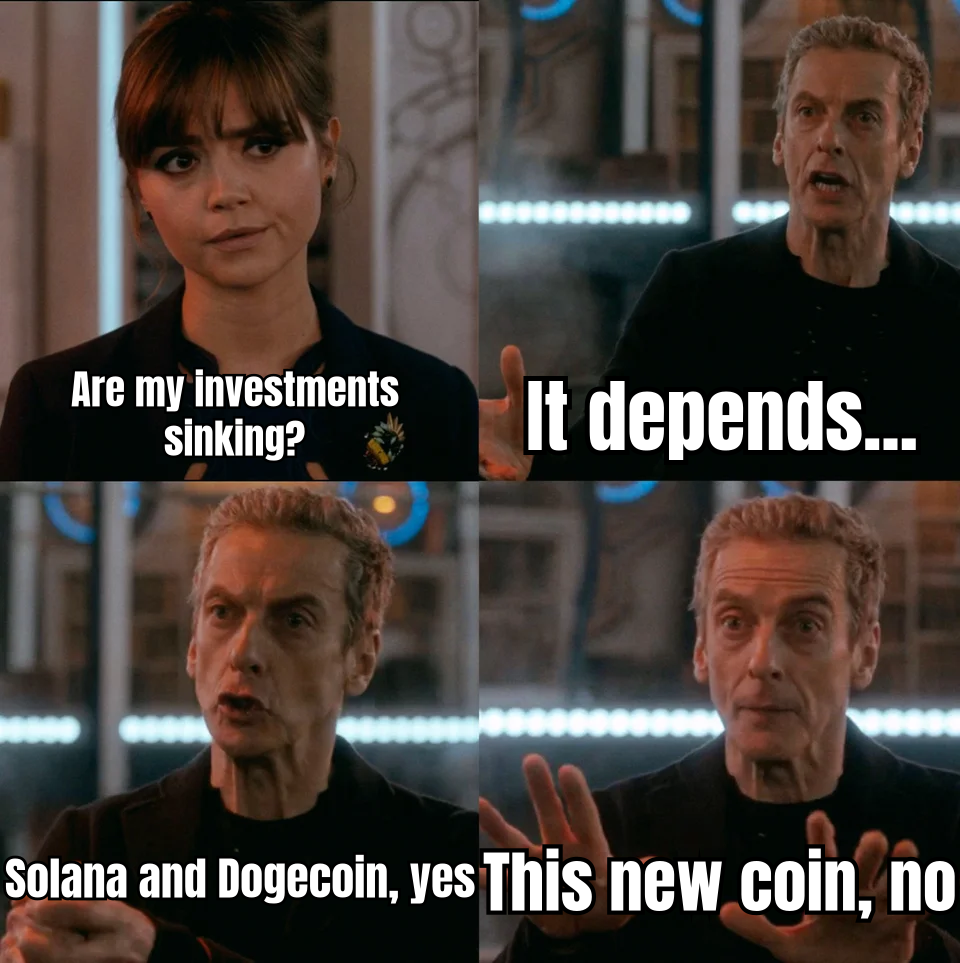 Are my investments
sinking?
It depends...
Solana and Dogecoin, yes
This new coin, no